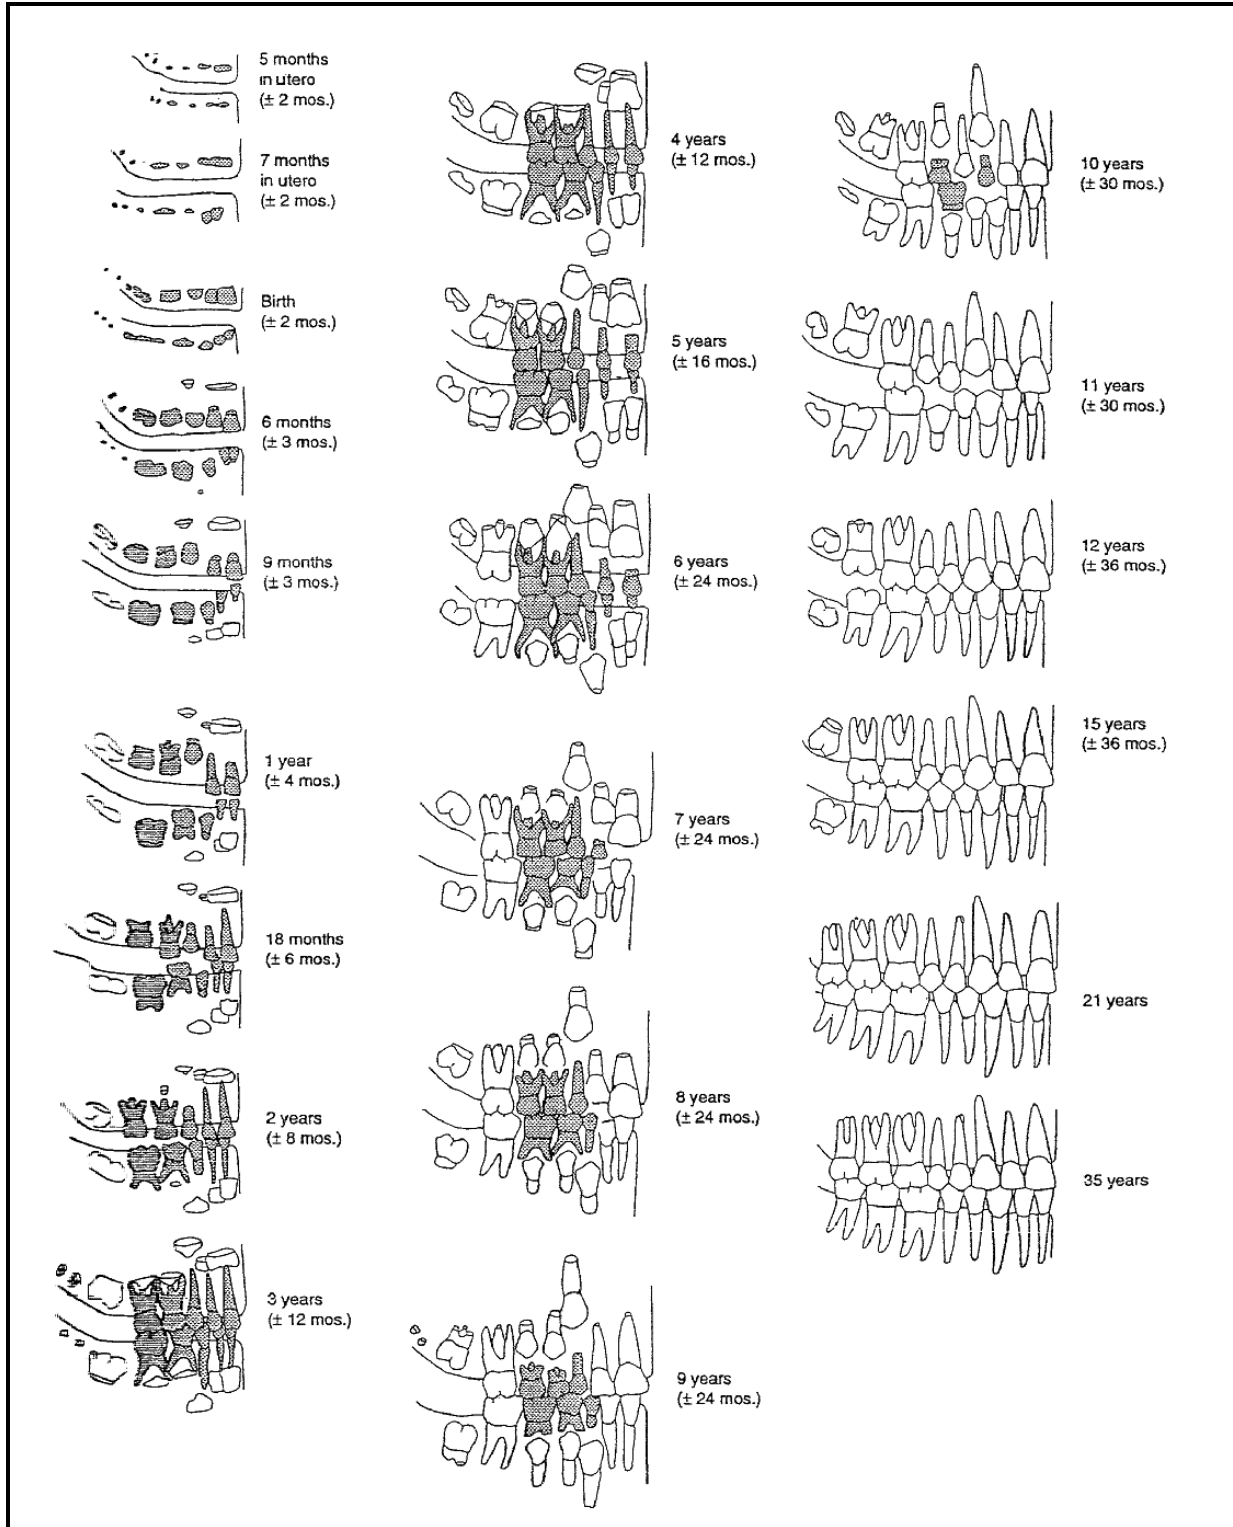 5 months
in utero
(± 2 mos.)
7 months
in utero
(± 2 mos.)
Birth
(± 2 mos.)
6 months
(± 3 mos.)
9 months
(± 3 mos.)
1 year
(± 4 mos.)
18 months
(± 6 mos.)
2 years
(± 8 mos.)
3 years
(± 12 mos.)
4 years
(± 12 mos.)
5 years
(± 16 mos.)
6 years
(± 24 mos.)
7 years
(± 24 mos.)
8 years
(± 24 mos.)
9 years
(± 24 mos.)
10 years
(± 30 mos.)
11 years
(± 30 mos.)
12 years
(± 36 mos.)
15 years
(± 36 mos.)
21 years
35 years